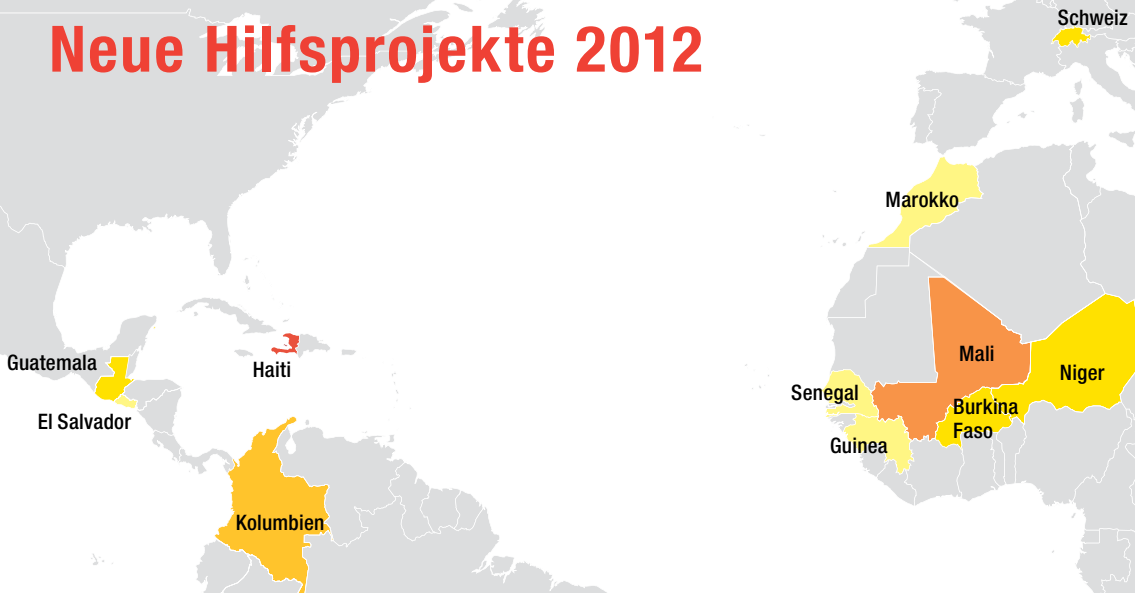 Neue Hilfsprojekte 2012
Schweiz
Marokko
Guatemala
Haiti
El Salvador
Kolumbien
Mali
Niger
Senegal
Burkina
Faso
Guinea